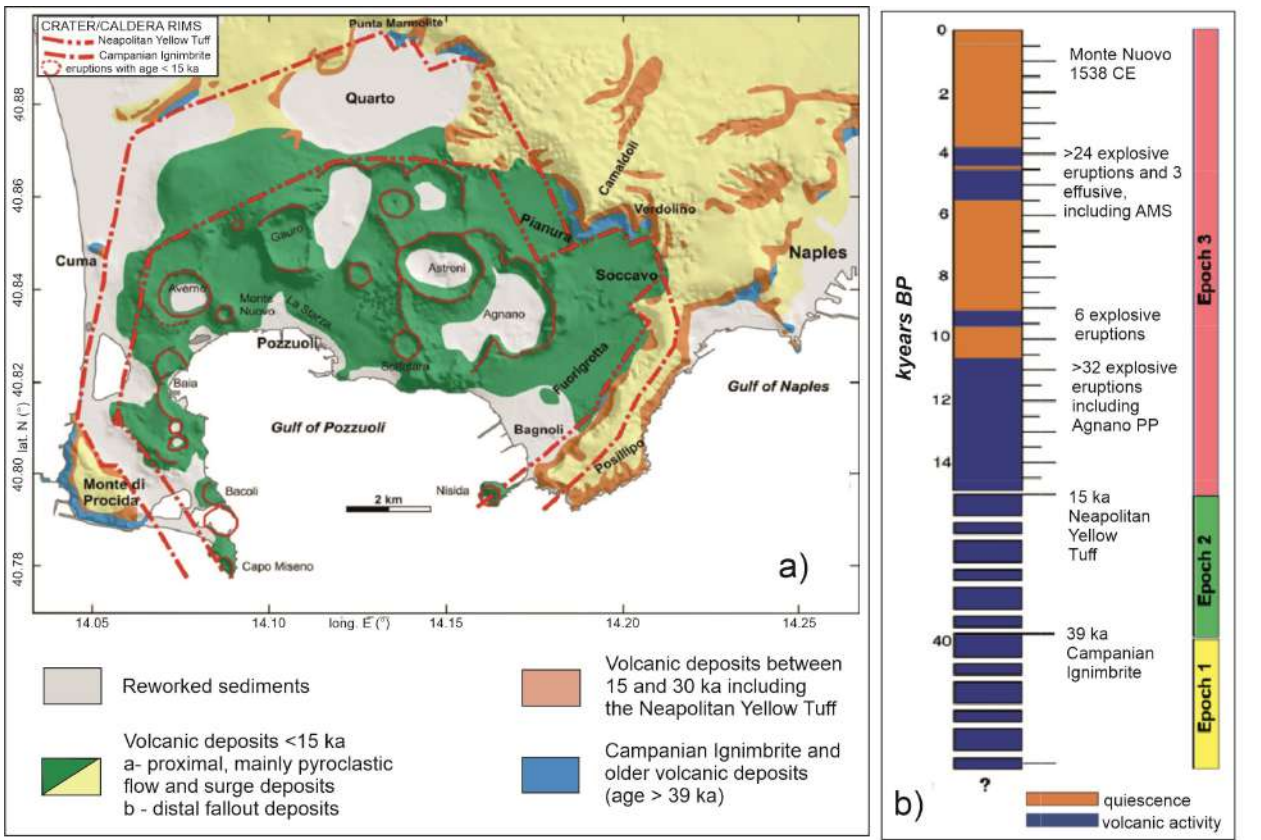 CRATER/CALDERA RIMS
Neapolitan Yellow Tuff
Campanian Ignimbrite
eruptions with age < 15 ka
Punta Marmolite
Quarto
Camaldoli
Verdolino
Pianura
Soccavo
Naples
Cuma
Gauro
Averno
Monte
Nuovo
La Starza
Astroni
Agnano
Pozzuoli
Solfatara
Fuorigrotta
Baia
Gulf of Pozzuoli
Gulf of Naples
Bagnoli
Posillipo
Nisida
Monte di
Procida
Bacoli
Capo Miseno
2 km
a)
40.88
40.86
40.84
40.82
40.80
40.78
lat. N (°)
14.05
14.10
14.15
14.20
14.25
long. E (°)
Reworked sediments
Volcanic deposits <15 ka
a- proximal, mainly pyroclastic
flow and surge deposits
b - distal fallout deposits
Volcanic deposits between
15 and 30 ka including
the Neapolitan Yellow Tuff
Campanian Ignimbrite and
older volcanic deposits
(age > 39 ka)
kyears BP
0
2
4
6
8
10
12
14
40
?
Monte Nuovo
1538 CE
>24 explosive
eruptions and 3
effusive,
including AMS
6 explosive
eruptions
>32 explosive
eruptions
including
Agnano PP
15 ka
Neapolitan
Yellow
Tuff
39 ka
Campanian
Ignimbrite
Epoch 3
Epoch 2
Epoch 1
b)
quiescence
volcanic activity